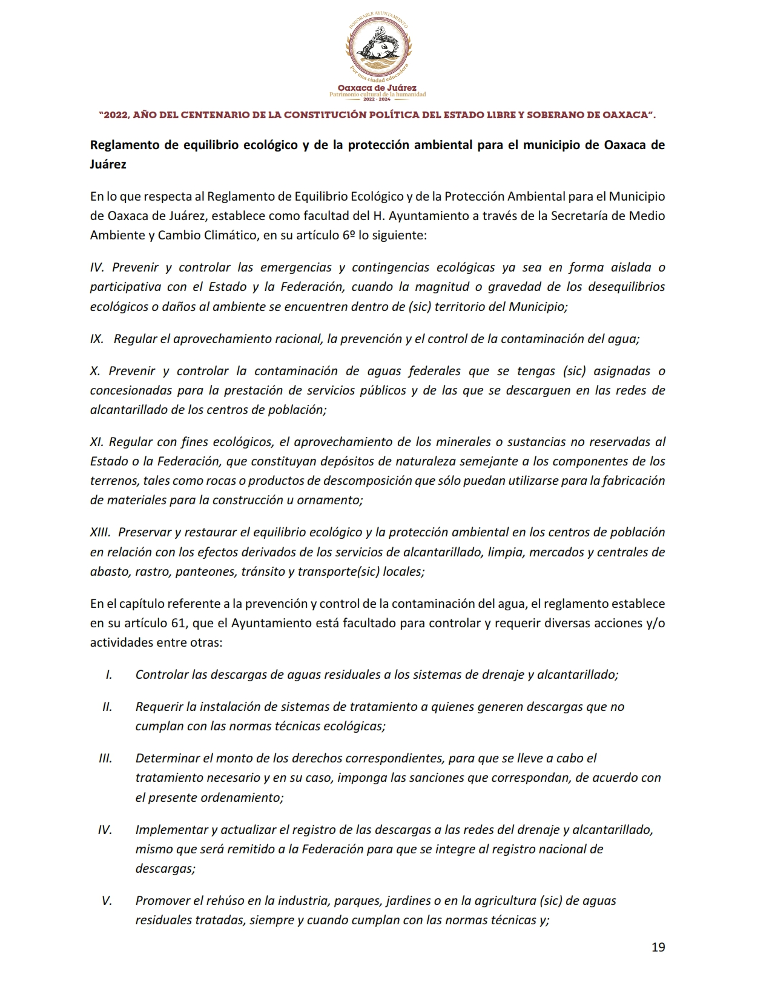 HONORABLE AYUNTAMIENTO
Por una ciudad educadora
Oaxaca de Juárez
Patrimonio cultural de la humanidad
2022 - 2024
“2022, AÑO DEL CENTENARIO DE LA CONSTITUCIÓN POLÍTICA DEL ESTADO LIBRE Y SOBERANO DE OAXACA”.
Reglamento de equilibrio ecológico y de la protección ambiental para el municipio de Oaxaca de
Juárez
En lo que respecta al Reglamento de Equilibrio Ecológico y de la Protección Ambiental para el Municipio
de Oaxaca de Juárez, establece como facultad del H. Ayuntamiento a través de la Secretaría de Medio
Ambiente y Cambio Climático, en su artículo 6º lo siguiente:
IV. Prevenir y controlar las emergencias y contingencias ecológicas ya sea en forma aislada o
participativa con el Estado y la Federación, cuando la magnitud o gravedad de los desequilibrios
ecológicos o daños al ambiente se encuentren dentro de (sic) territorio del Municipio;
IX. Regular el aprovechamiento racional, la prevención y el control de la contaminación del agua;
X. Prevenir y controlar la contaminación de aguas federales que se tengas (sic) asignadas o
concesionadas para la prestación de servicios públicos y de las que se descarguen en las redes de
alcantarillado de los centros de población;
XI. Regular con fines ecológicos, el aprovechamiento de los minerales o sustancias no reservadas al
Estado o la Federación, que constituyan depósitos de naturaleza semejante a los componentes de los
terrenos, tales como rocas o productos de descomposición que sólo puedan utilizarse para la fabricación
de materiales para la construcción u ornamento;
XIII. Preservar y restaurar el equilibrio ecológico y la protección ambiental en los centros de población
en relación con los efectos derivados de los servicios de alcantarillado, limpia, mercados y centrales de
abasto, rastro, panteones, tránsito y transporte(sic) locales;
En el capítulo referente a la prevención y control de la contaminación del agua, el reglamento establece
en su artículo 61, que el Ayuntamiento está facultado para controlar y requerir diversas acciones y/o
actividades entre otras:
I. Controlar las descargas de aguas residuales a los sistemas de drenaje y alcantarillado;
II. Requerir la instalación de sistemas de tratamiento a quienes generen descargas que no
cumplan con las normas técnicas ecológicas;
III. Determinar el monto de los derechos correspondientes, para que se lleve a cabo el
tratamiento necesario y en su caso, imponga las sanciones que correspondan, de acuerdo con
el presente ordenamiento;
IV. Implementar y actualizar el registro de las descargas a las redes del drenaje y alcantarillado,
mismo que será remitido a la Federación para que se integre al registro nacional de
descargas;
V. Promover el rehúso en la industria, parques, jardines o en la agricultura (sic) de aguas
residuales tratadas, siempre y cuando cumplan con las normas técnicas y;
19